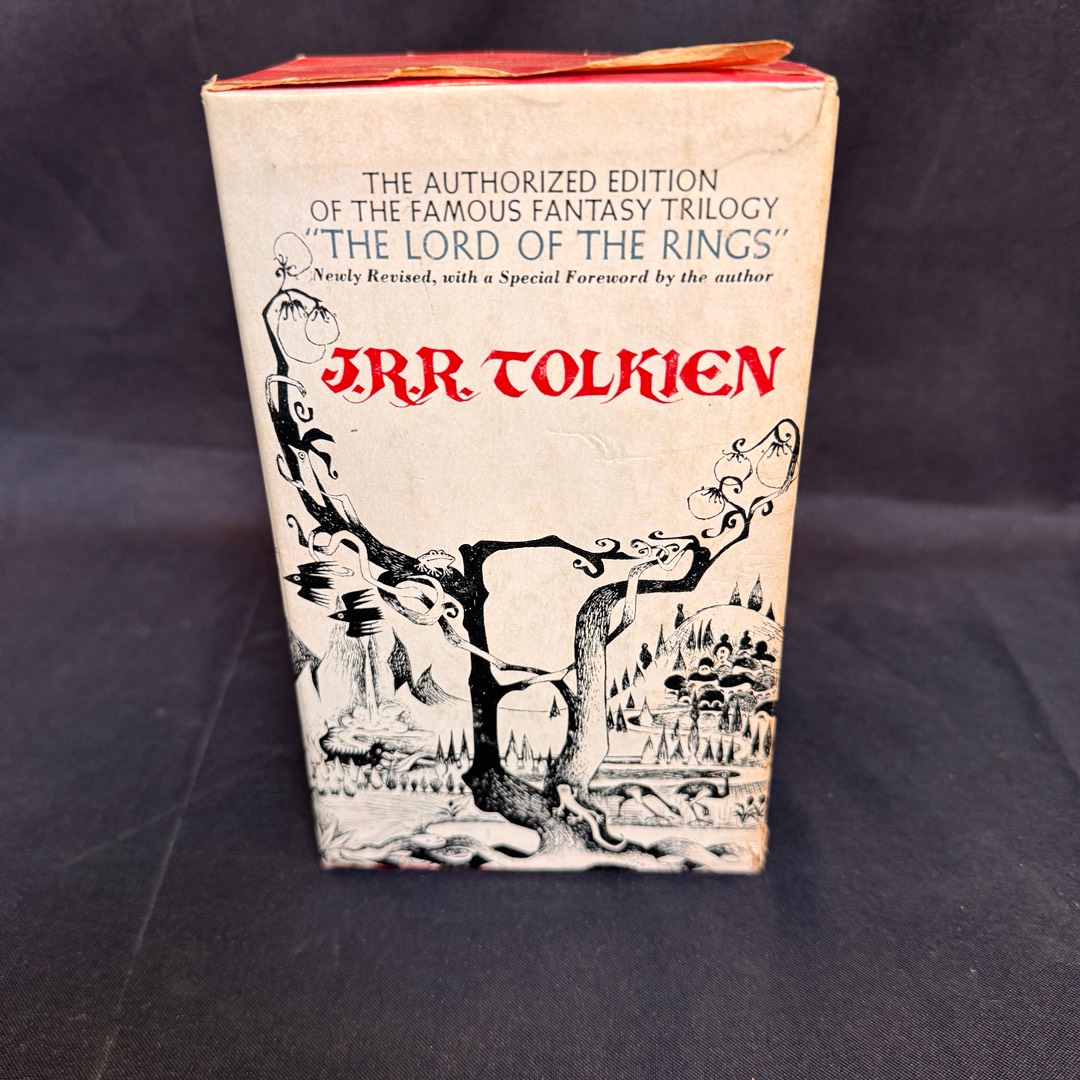 THE AUTHORIZED EDITION
OF THE FAMOUS FANTASY TRILOGY
"THE LORD OF THE RINGS"
Newly Revised, with a Special Foreword by the author
J.R.R. TOLKIEN